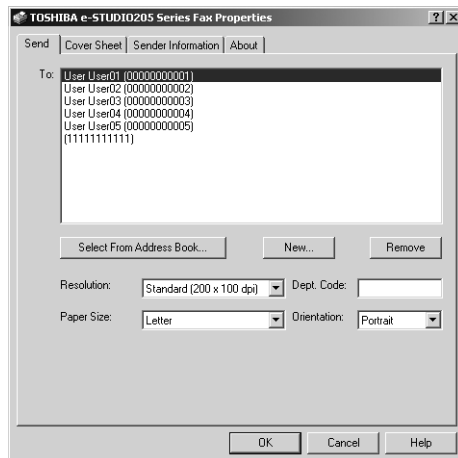 TOSHIBA e-STUDIO205 Series Fax Properties
Send Cover Sheet Sender Information About
To: User User01 (00000000001)
User User02 (00000000002)
User User03 (00000000003)
User User04 (00000000004)
User User05 (00000000005)
(11111111111)
Select From Address Book... New... Remove
Resolution: Standard (200 x 100 dpi) Dept. Code:
Paper Size: Letter Orientation: Portrait
OK Cancel Help